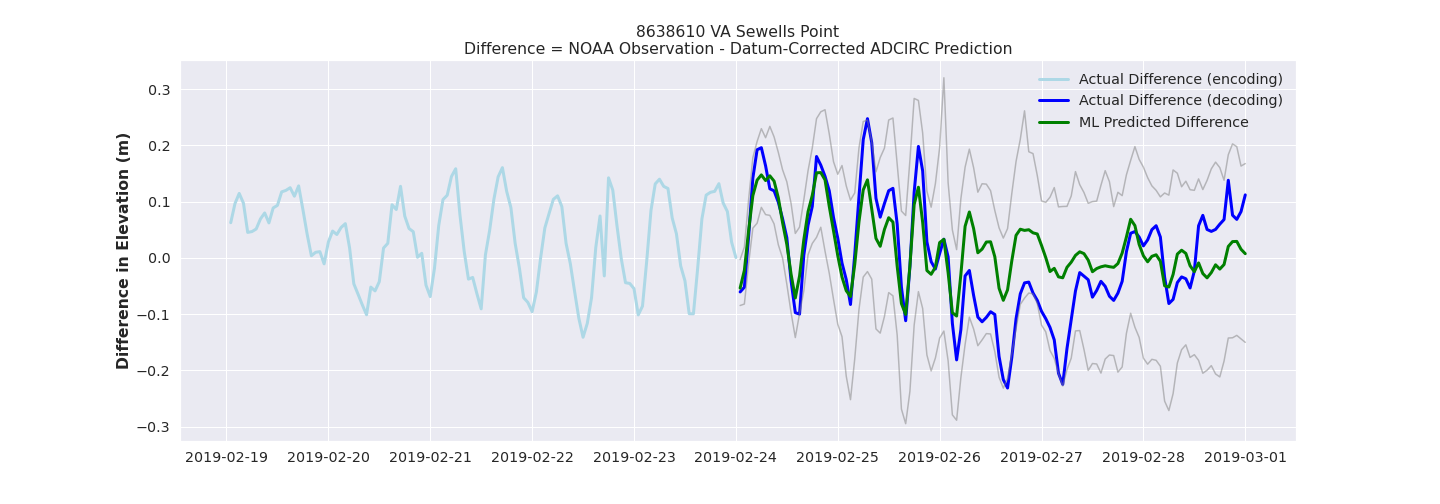 8638610 VA Sewells Point
Difference = NOAA Observation - Datum-Corrected ADCIRC Prediction
Difference in Elevation (m)
0.3
0.2
0.1
0.0
−0.1
−0.2
−0.3
Actual Difference (encoding)
Actual Difference (decoding)
ML Predicted Difference
2019-02-19 2019-02-20 2019-02-21 2019-02-22 2019-02-23 2019-02-24 2019-02-25 2019-02-26 2019-02-27 2019-02-28 2019-03-01